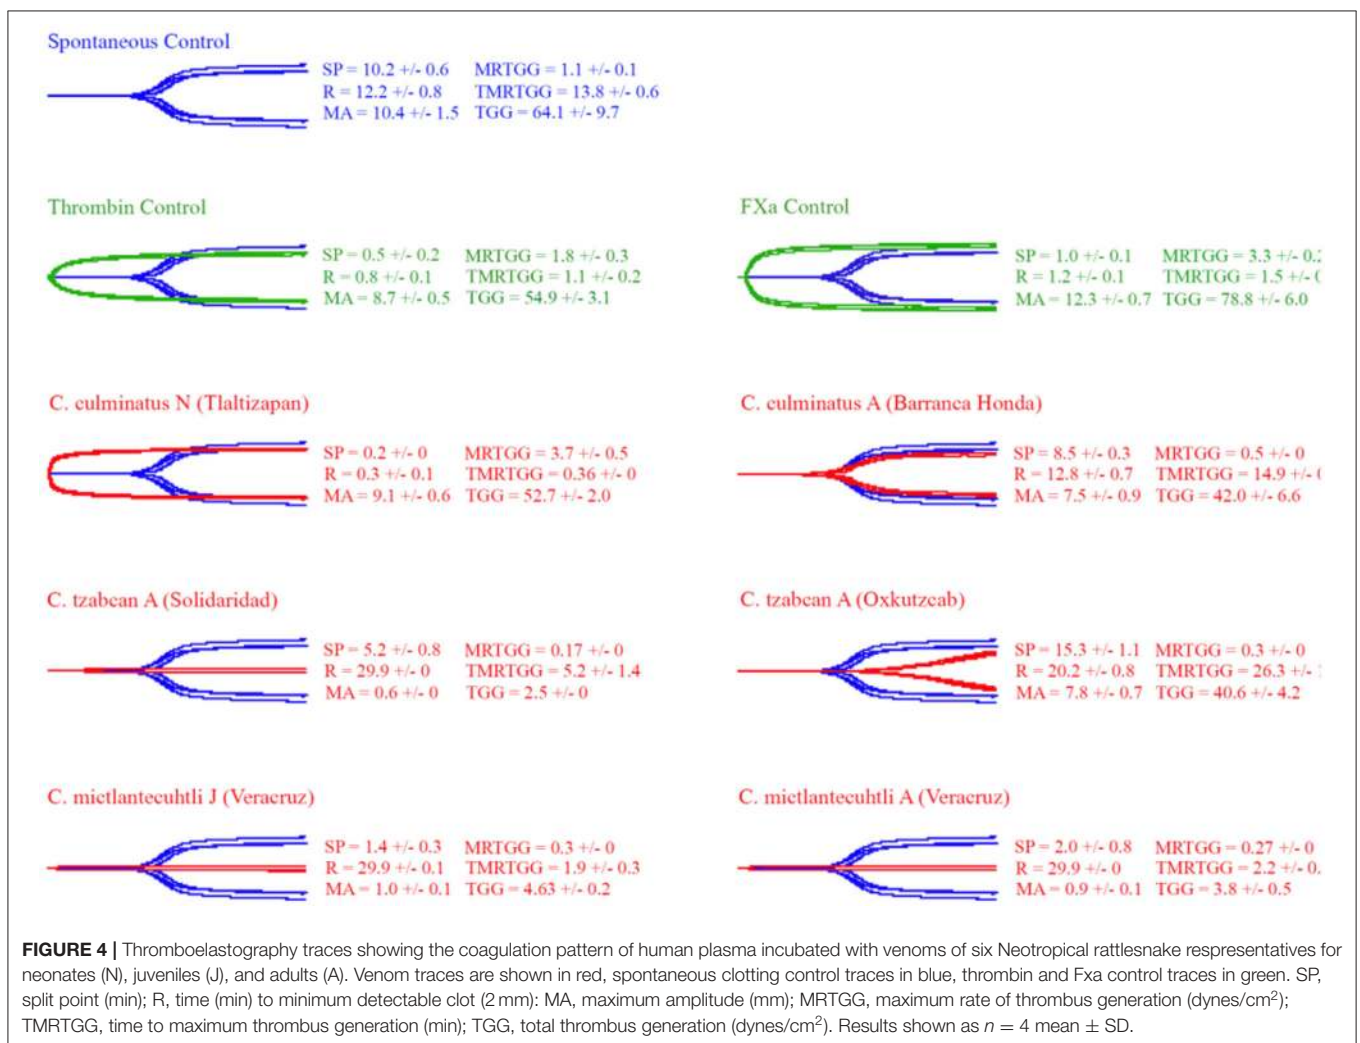 Spontaneous Control
SP = 10.2 +/- 0.6 MRTGG = 1.1 +/- 0.1
R = 12.2 +/- 0.8 TMRTGG = 13.8 +/- 0.6
MA = 10.4 +/- 1.5 TGG = 64.1 +/- 9.7
Thrombin Control
SP = 0.5 +/- 0.2 MRTGG = 1.8 +/- 0.3
R = 0.8 +/- 0.1 TMRTGG = 1.1 +/- 0.2
MA = 8.7 +/- 0.5 TGG = 54.9 +/- 3.1
FXa Control
SP = 1.0 +/- 0.1 MRTGG = 3.3 +/- 0.
R = 1.2 +/- 0.1 TMRTGG = 1.5 +/-
MA = 12.3 +/- 0.7 TGG = 78.8 +/- 6.0
C. culminatus N (Tlaltizapan)
SP = 0.2 +/- 0 MRTGG = 3.7 +/- 0.5
R = 0.3 +/- 0.1 TMRTGG = 0.36 +/- 0
MA = 9.1 +/- 0.6 TGG = 52.7 +/- 2.0
C. culminatus A (Barranca Honda)
SP = 8.5 +/- 0.3 MRTGG = 0.5 +/- 0
R = 12.8 +/- 0.7 TMRTGG = 14.9 +/-
MA = 7.5 +/- 0.9 TGG = 42.0 +/- 6.6
C. tzabcan A (Solidaridad)
SP = 5.2 +/- 0.8 MRTGG = 0.17 +/- 0
R = 29.9 +/- 0 TMRTGG = 5.2 +/- 1.4
MA = 0.6 +/- 0 TGG = 2.5 +/- 0
C. tzabcan A (Oxkutzcab)
SP = 15.3 +/- 1.1 MRTGG = 0.3 +/- 0
R = 20.2 +/- 0.8 TMRTGG = 26.3 +/-
MA = 7.8 +/- 0.7 TGG = 40.6 +/- 4.2
C. mictlantecuhtli J (Veracruz)
SP = 1.4 +/- 0.3 MRTGG = 0.3 +/- 0
R = 29.9 +/- 0.1 TMRTGG = 1.9 +/- 0.3
MA = 1.0 +/- 0.1 TGG = 4.63 +/- 0.2
C. mictlantecuhtli A (Veracruz)
SP = 2.0 +/- 0.8 MRTGG = 0.27 +/- 0
R = 29.9 +/- 0 TMRTGG = 2.2 +/- 0.
MA = 0.9 +/- 0.1 TGG = 3.8 +/- 0.5
FIGURE 4 | Thromboelastography traces showing the coagulation pattern of human plasma incubated with venoms of six Neotropical rattlesnake respresentatives for
neonates (N), juveniles (J), and adults (A). Venom traces are shown in red, spontaneous clotting control traces in blue, thrombin and Fxa control traces in green. SP,
split point (min); R, time (min) to minimum detectable clot (2 mm): MA, maximum amplitude (mm); MRTGG, maximum rate of thrombus generation (dynes/cm²);
TMRTGG, time to maximum thrombus generation (min); TGG, total thrombus generation (dynes/cm²). Results shown as n = 4 mean ± SD.